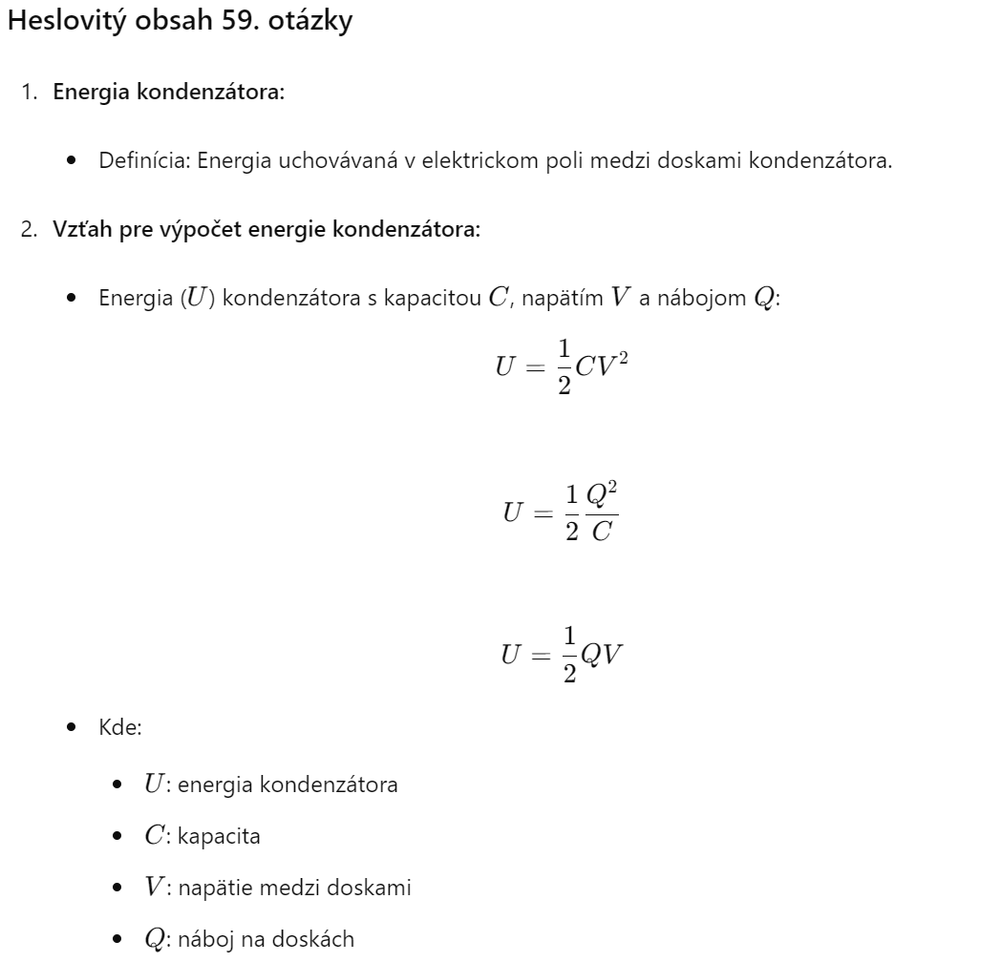 Heslovitý obsah 59. otázky
1. Energia kondenzátora:
• Definícia: Energia uchovávaná v elektrickom poli medzi doskami kondenzátora.
2. Vzťah pre výpočet energie kondenzátora:
• Energia (U) kondenzátora s kapacitou C, napätím V a nábojom Q:
U = \frac{1}{2}CV^2
U = \frac{1}{2}\frac{Q^2}{C}
U = \frac{1}{2}QV
• Kde:
• U: energia kondenzátora
• C: kapacita
• V: napätie medzi doskami
• Q: náboj na doskách